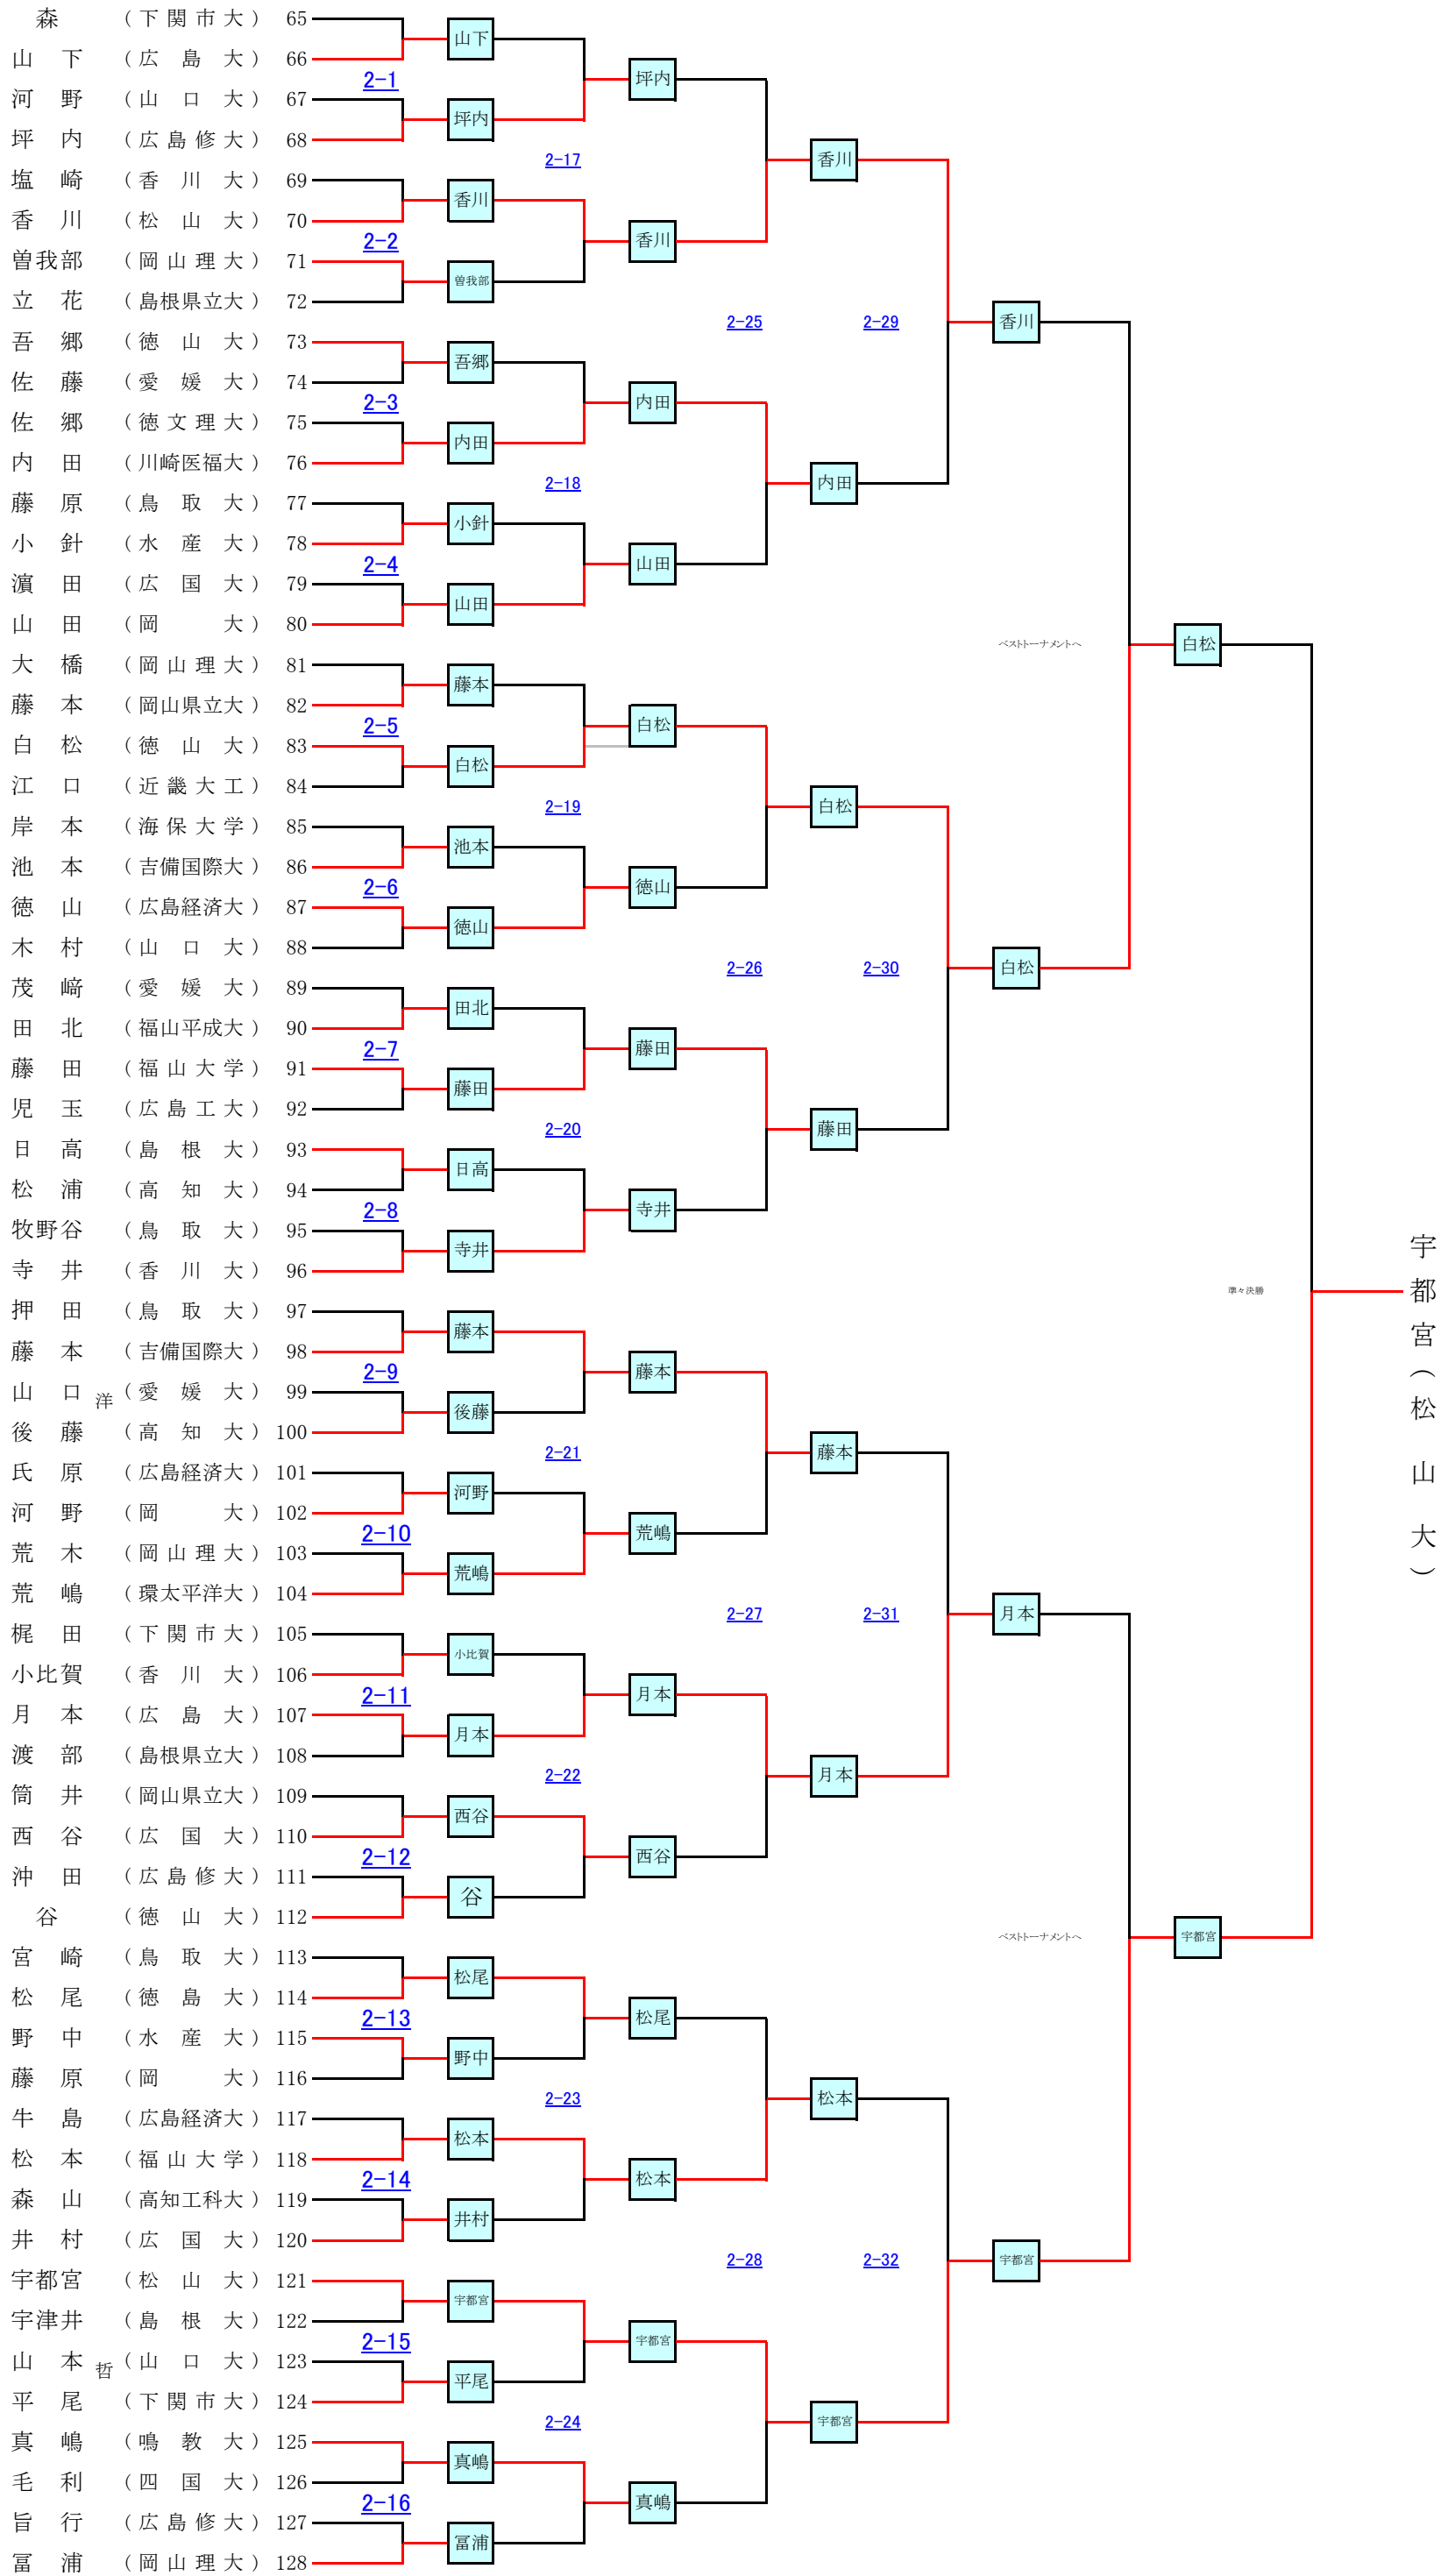 森 （下関市大） 65
山下 （広島大） 66
河野 （山口大） 67
坪内 （広島修大） 68
塩崎 （香川大） 69
香川 （松山大） 70
曽我部 （岡山理大） 71
立花 （島根県立大） 72
吾郷 （徳山大） 73
佐藤 （愛媛大） 74
佐郷 （徳文理大） 75
内田 （川崎医福大） 76
藤原 （鳥取大） 77
小針 （水産大） 78
濵田 （広国大） 79
山田 （岡大） 80
大橋 （岡山理大） 81
藤本 （岡山県立大） 82
白松 （徳山大） 83
江口 （近畿大工） 84
岸本 （海保大学） 85
池本 （吉備国際大） 86
徳山 （広島経済大） 87
木村 （山口大） 88
茂﨑 （愛媛大） 89
田北 （福山平成大） 90
藤田 （福山大学） 91
児玉 （広島工大） 92
日高 （島根大） 93
松浦 （高知大） 94
牧野谷 （鳥取大） 95
寺井 （香川大） 96
押田 （鳥取大） 97
藤本 （吉備国際大） 98
山口洋 （愛媛大） 99
後藤 （高知大） 100
氏原 （広島経済大） 101
河野 （岡大） 102
荒木 （岡山理大） 103
荒嶋 （環太平洋大） 104
梶田 （下関市大） 105
小比賀 （香川大） 106
月本 （広島大） 107
渡部 （島根県立大） 108
筒井 （岡山県立大） 109
西谷 （広国大） 110
沖田 （広島修大） 111
谷 （徳山大） 112
宮崎 （鳥取大） 113
松尾 （徳島大） 114
野中 （水産大） 115
藤原 （岡大） 116
牛島 （広島経済大） 117
松本 （福山大学） 118
森山 （高知工科大） 119
井村 （広国大） 120
宇都宮 （松山大） 121
宇津井 （島根大） 122
山本哲 （山口大） 123
平尾 （下関市大） 124
真嶋 （鳴教大） 125
毛利 （四国大） 126
旨行 （広島修大） 127
冨浦 （岡山理大） 128
2-1
2-2
2-3
2-4
2-5
2-6
2-7
2-8
2-9
2-10
2-11
2-12
2-13
2-14
2-15
2-16
山下
坪内
香川
曽我部
吾郷
内田
小針
山田
藤本
白松
池本
徳山
田北
藤田
日高
寺井
藤本
後藤
河野
荒嶋
小比賀
月本
西谷
谷
松尾
野中
松本
井村
宇都宮
平尾
真嶋
冨浦
2-17
2-18
2-19
2-20
2-21
2-22
2-23
2-24
坪内
香川
内田
山田
白松
徳山
藤田
寺井
藤本
荒嶋
月本
西谷
松尾
松本
宇都宮
真嶋
2-25
2-26
2-27
2-28
香川
内田
白松
藤田
藤本
月本
松本
宇都宮
2-29
2-30
2-31
2-32
香川
白松
月本
宇都宮
ベストトーナメントへ
ベストトーナメントへ
白松
宇都宮
準々決勝
宇都宮（松山大）